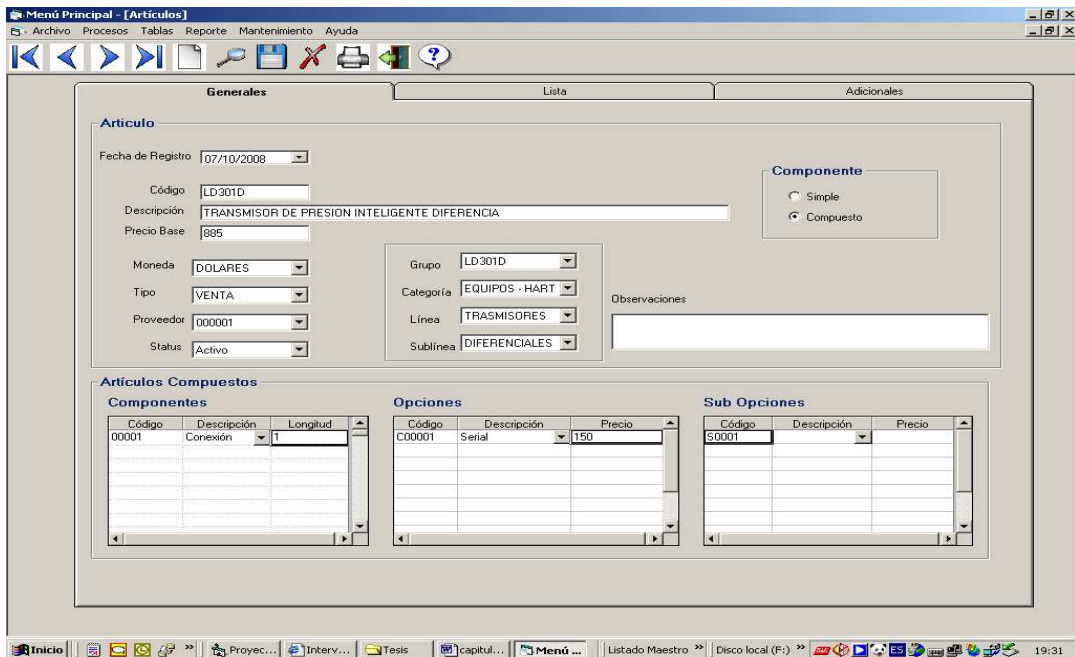 Menú Principal - [Artículos]
Archivo Procesos Tablas Reporte Mantenimiento Ayuda
Generales Lista Adicionales
Artículo
Fecha de Registro 07/10/2008
Componente
Simple
Compuesto
Código LD301D
Descripción TRANSMISOR DE PRESION INTELIGENTE DIFERENCIA
Precio Base 885
Moneda DOLARES
Tipo VENTA
Proveedor 000001
Status Activo
Grupo LD301D
Categoría EQUIPOS - HART
Línea TRASMISORES
Sublínea DIFERENCIALES
Observaciones
Artículos Compuestos
Componentes
Código Descripción Longitud
00001 Conexión 1
Opciones
Código Descripción Precio
C00001 Serial 150
Sub Opciones
Código Descripción Precio
S0001
Inicio » Proyec... Interv... Tesis capitul... Menú ... Listado Maestro » Disco local (F:) » ES 19:31